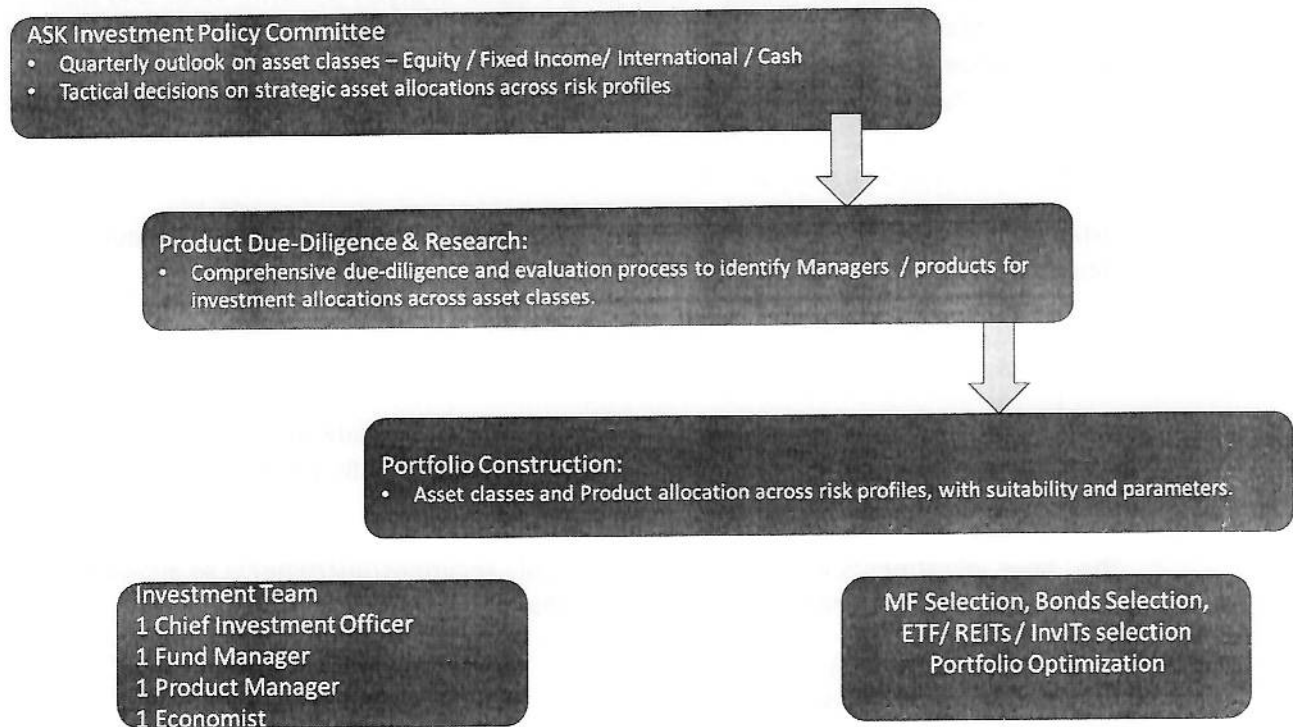 ASK Investment Policy Committee
• Quarterly outlook on asset classes – Equity / Fixed Income/ International / Cash
• Tactical decisions on strategic asset allocations across risk profiles
Product Due-Diligence & Research:
• Comprehensive due-diligence and evaluation process to identify Managers / products for
investment allocations across asset classes.
Portfolio Construction:
• Asset classes and Product allocation across risk profiles, with suitability and parameters.
Investment Team
1 Chief Investment Officer
1 Fund Manager
1 Product Manager
1 Economist
MF Selection, Bonds Selection,
ETF/ REITs / InvITs selection
Portfolio Optimization